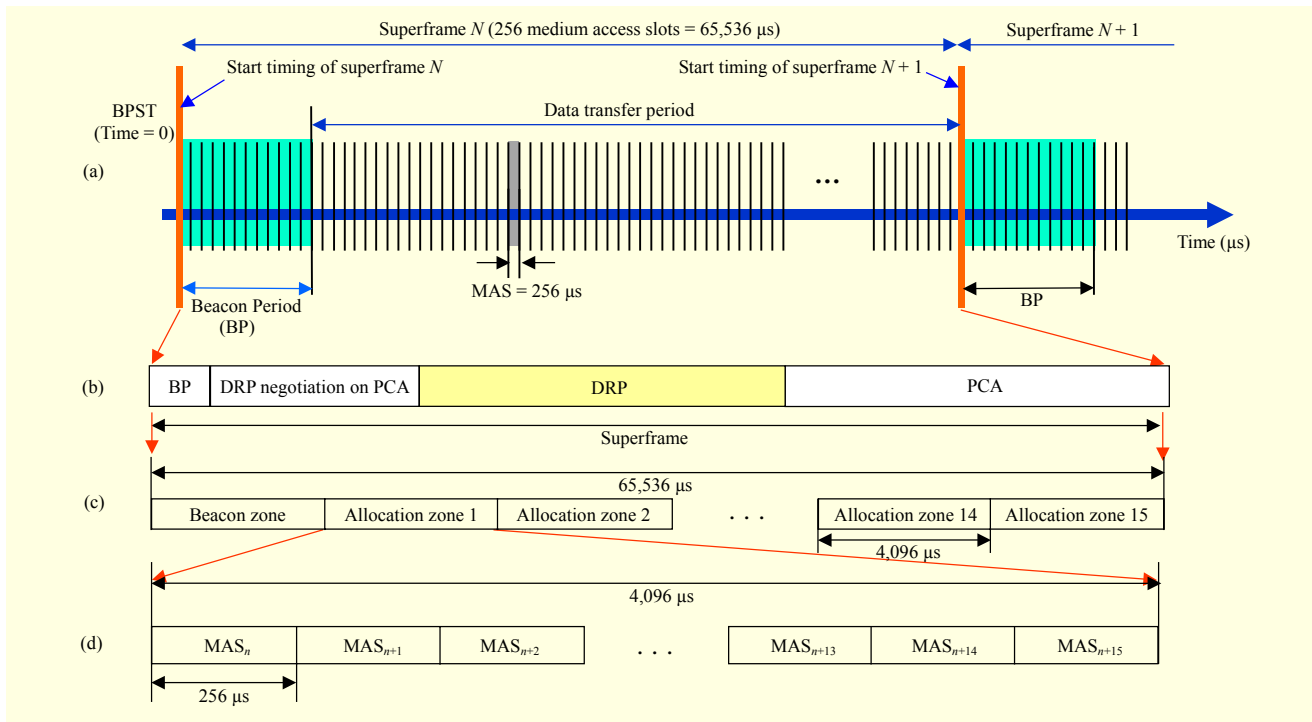 Superframe N (256 medium access slots = 65,536 μs)
Superframe N + 1
Start timing of superframe N
Start timing of superframe N + 1
BPST
(Time = 0)
Data transfer period
(a)
...
Time (μs)
MAS = 256 μs
Beacon Period
(BP)
BP
(b)
BP
DRP negotiation on PCA
DRP
PCA
Superframe
65,536 μs
(c)
Beacon zone
Allocation zone 1
Allocation zone 2
. . .
Allocation zone 14
Allocation zone 15
4,096 μs
4,096 μs
(d)
MASn
MASn+1
MASn+2
. . .
MASn+13
MASn+14
MASn+15
256 μs